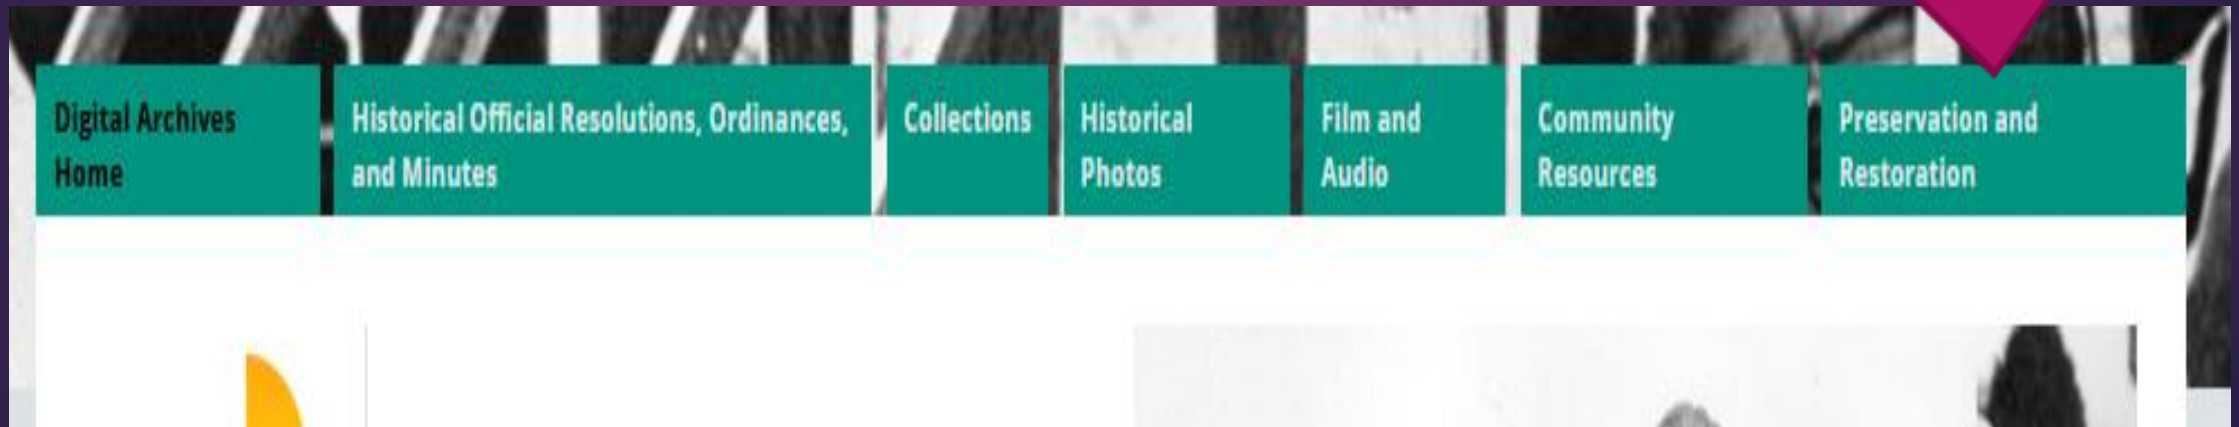 Digital Archives
Home
Historical Official Resolutions, Ordinances,
and Minutes
Collections
Historical
Photos
Film and
Audio
Community
Resources
Preservation and
Restoration